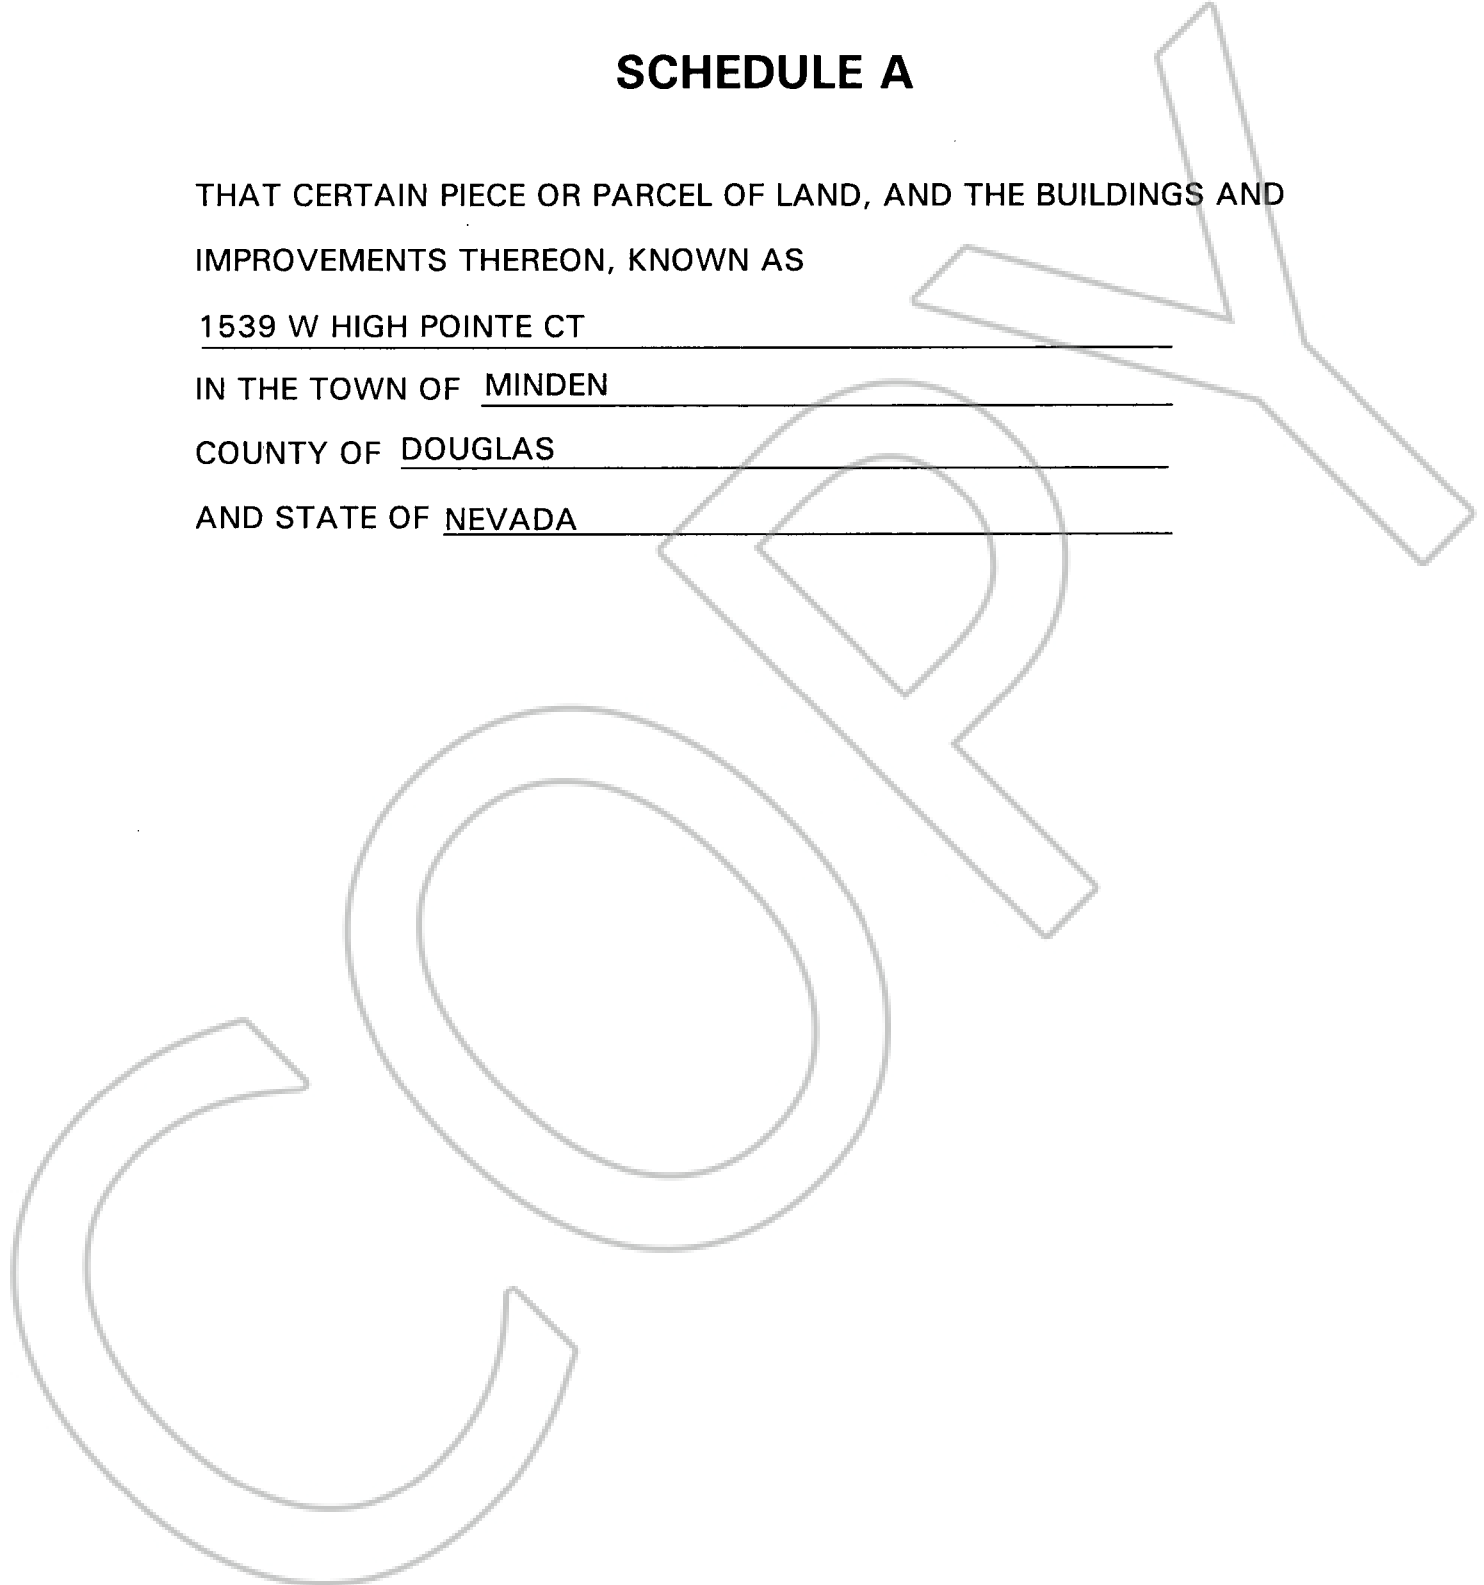 SCHEDULE A
THAT CERTAIN PIECE OR PARCEL OF LAND, AND THE BUILDINGS AND
IMPROVEMENTS THEREON, KNOWN AS
1539 W HIGH POINTE CT
IN THE TOWN OF MINDEN
COUNTY OF DOUGLAS
AND STATE OF NEVADA
COPY